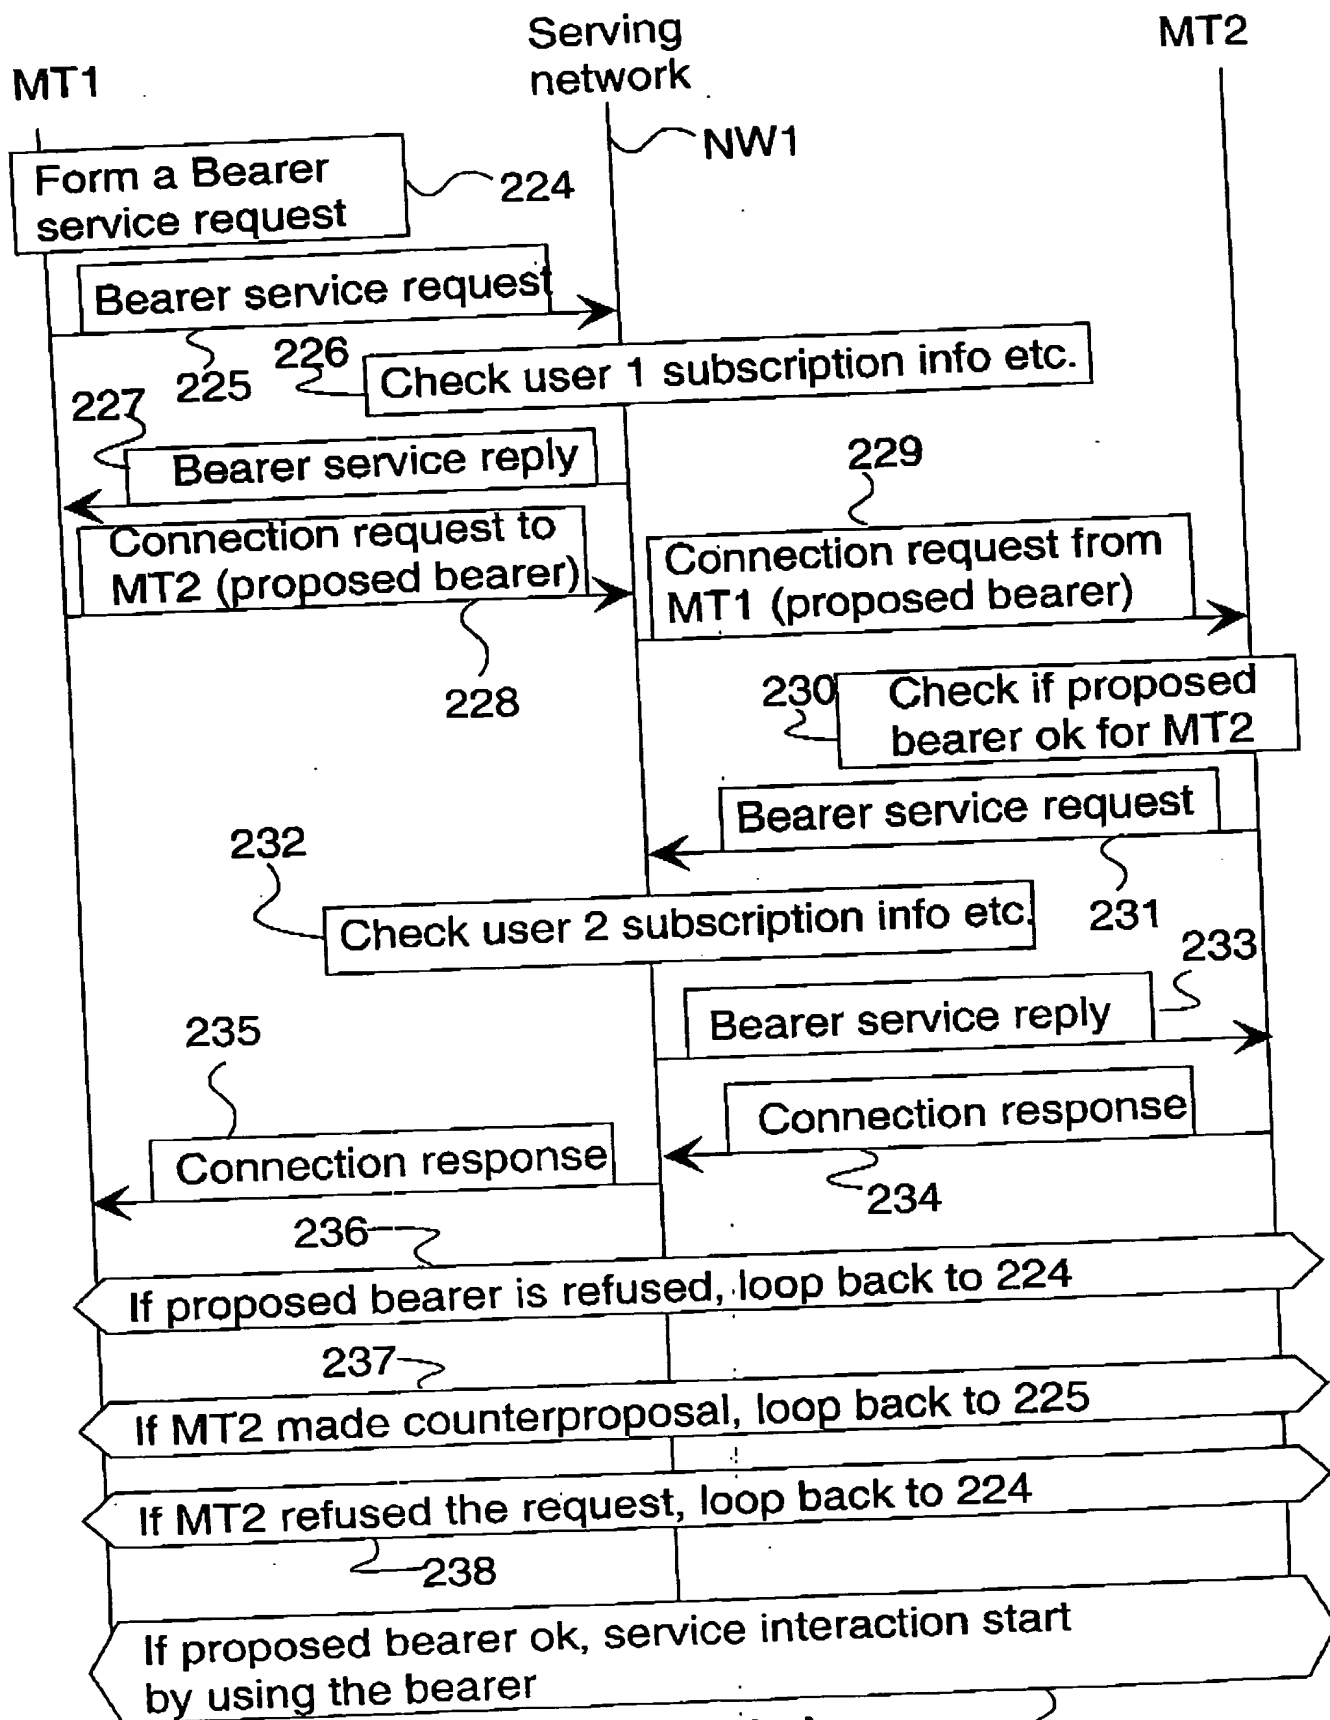 Serving
network
MT2
MT1
NW1
Form a Bearer
service request
224
Bearer service request
225
226
Check user 1 subscription info etc.
227
Bearer service reply
229
Connection request to
MT2 (proposed bearer)
Connection request from
MT1 (proposed bearer)
228
230
Check if proposed
bearer ok for MT2
Bearer service request
232
231
Check user 2 subscription info etc.
233
Bearer service reply
235
Connection response
Connection response
234
236
If proposed bearer is refused, loop back to 224
237
If MT2 made counterproposal, loop back to 225
If MT2 refused the request, loop back to 224
238
If proposed bearer ok, service interaction start
by using the bearer